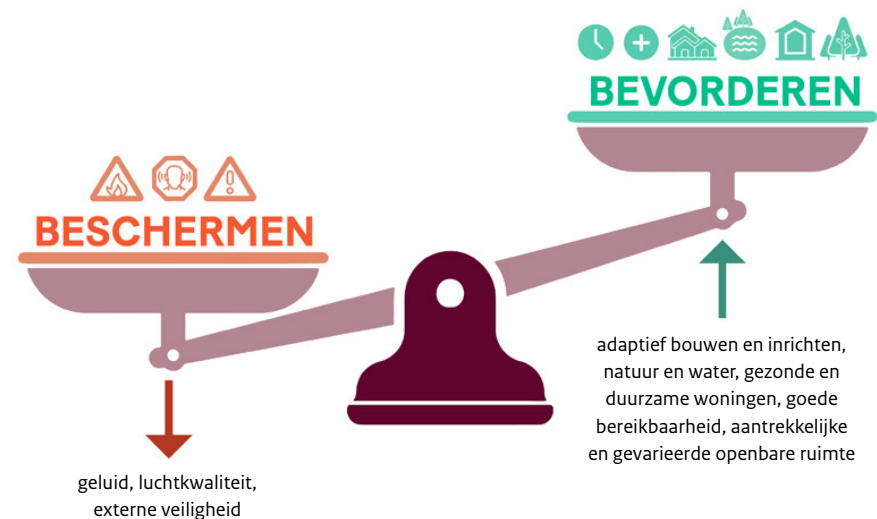 BEVORDEREN
BESCHERMEN
adaptief bouwen en inrichten,
natuur en water, gezonde en
duurzame woningen, goede
bereikbaarheid, aantrekkelijke
en gevarieerde openbare ruimte
geluid, luchtkwaliteit,
externe veiligheid